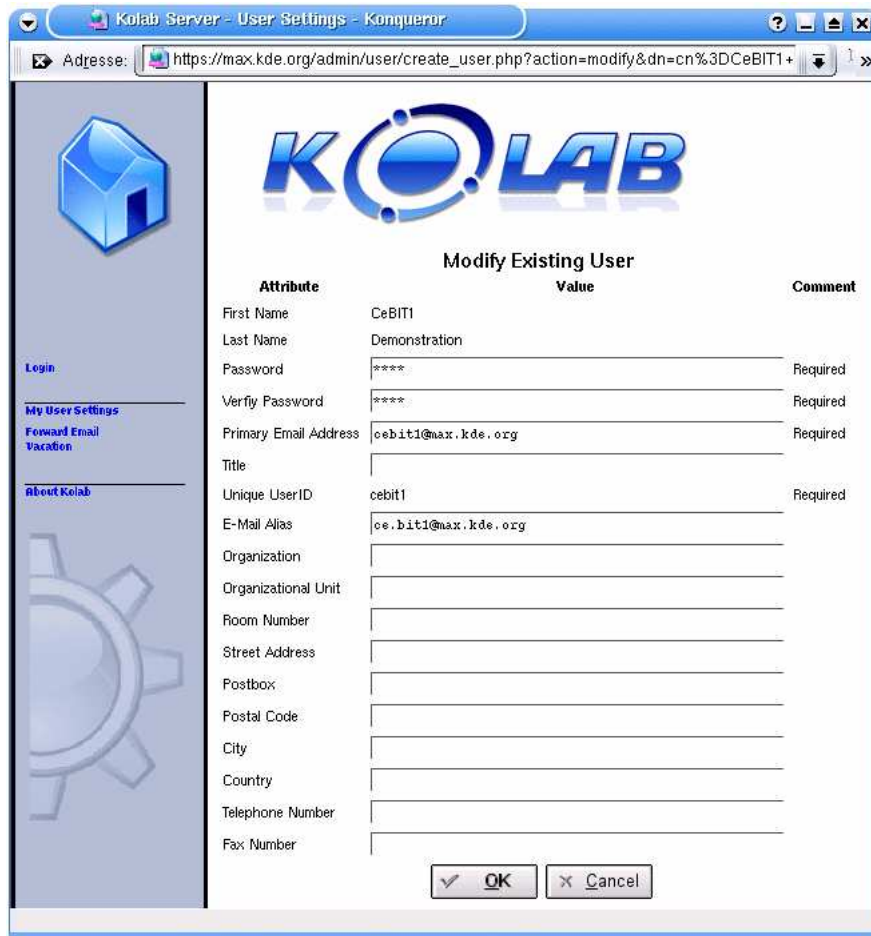 Kolab Server - User Settings - Konqueror
Adresse: https://max.kde.org/admin/user/create_user.php?action=modify&dn=cn%3DCeBIT1+
KOLAB
Modify Existing User
Attribute Value Comment
First Name CeBIT1
Last Name Demonstration
Password **** Required
Verfiy Password **** Required
Primary Email Address cebit1@max.kde.org Required
Title
Unique UserID cebit1 Required
E-Mail Alias ce.bit1@max.kde.org
Organization
Organizational Unit
Room Number
Street Address
Postbox
Postal Code
City
Country
Telephone Number
Fax Number
OK Cancel
Login
My User Settings
Forward Email
Vacation
About Kolab